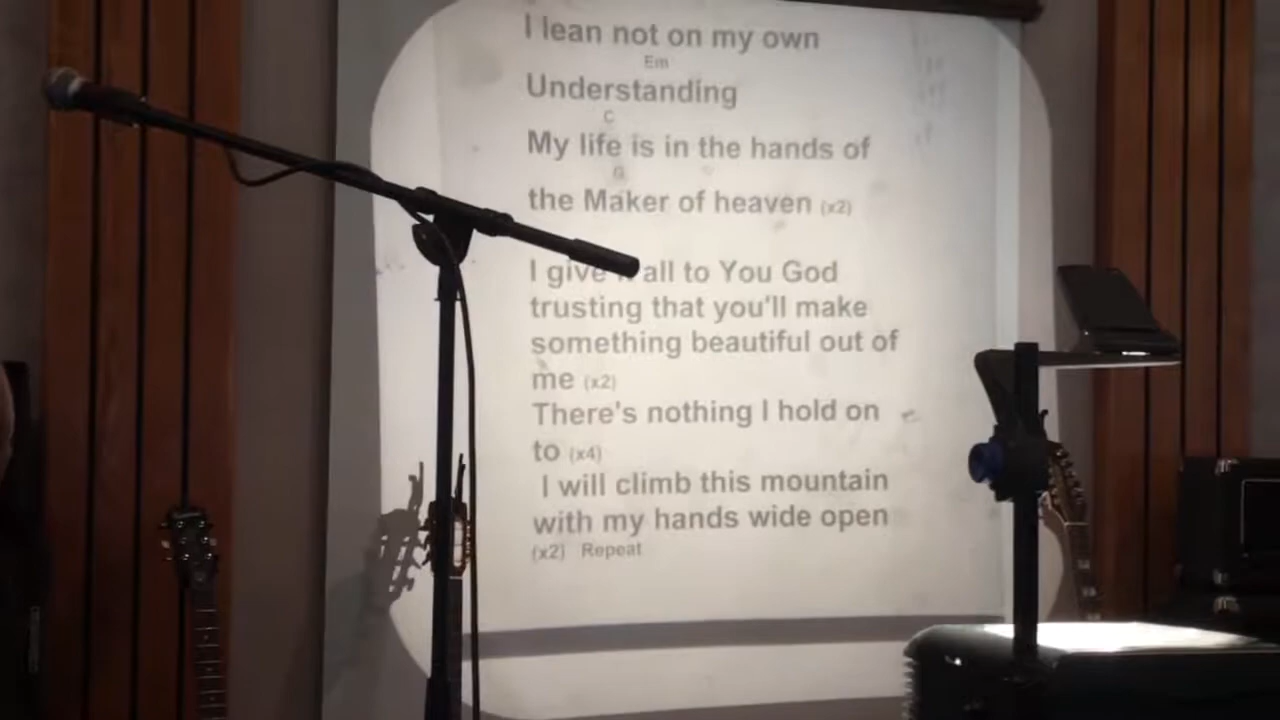 I lean not on my own
Em
Understanding
C
My life is in the hands of
G
the Maker of heaven (x2)
I give all to You God
trusting that you'll make
something beautiful out of
me (x2)
There's nothing I hold on
to (x4)
I will climb this mountain
with my hands wide open
(x2) Repeat